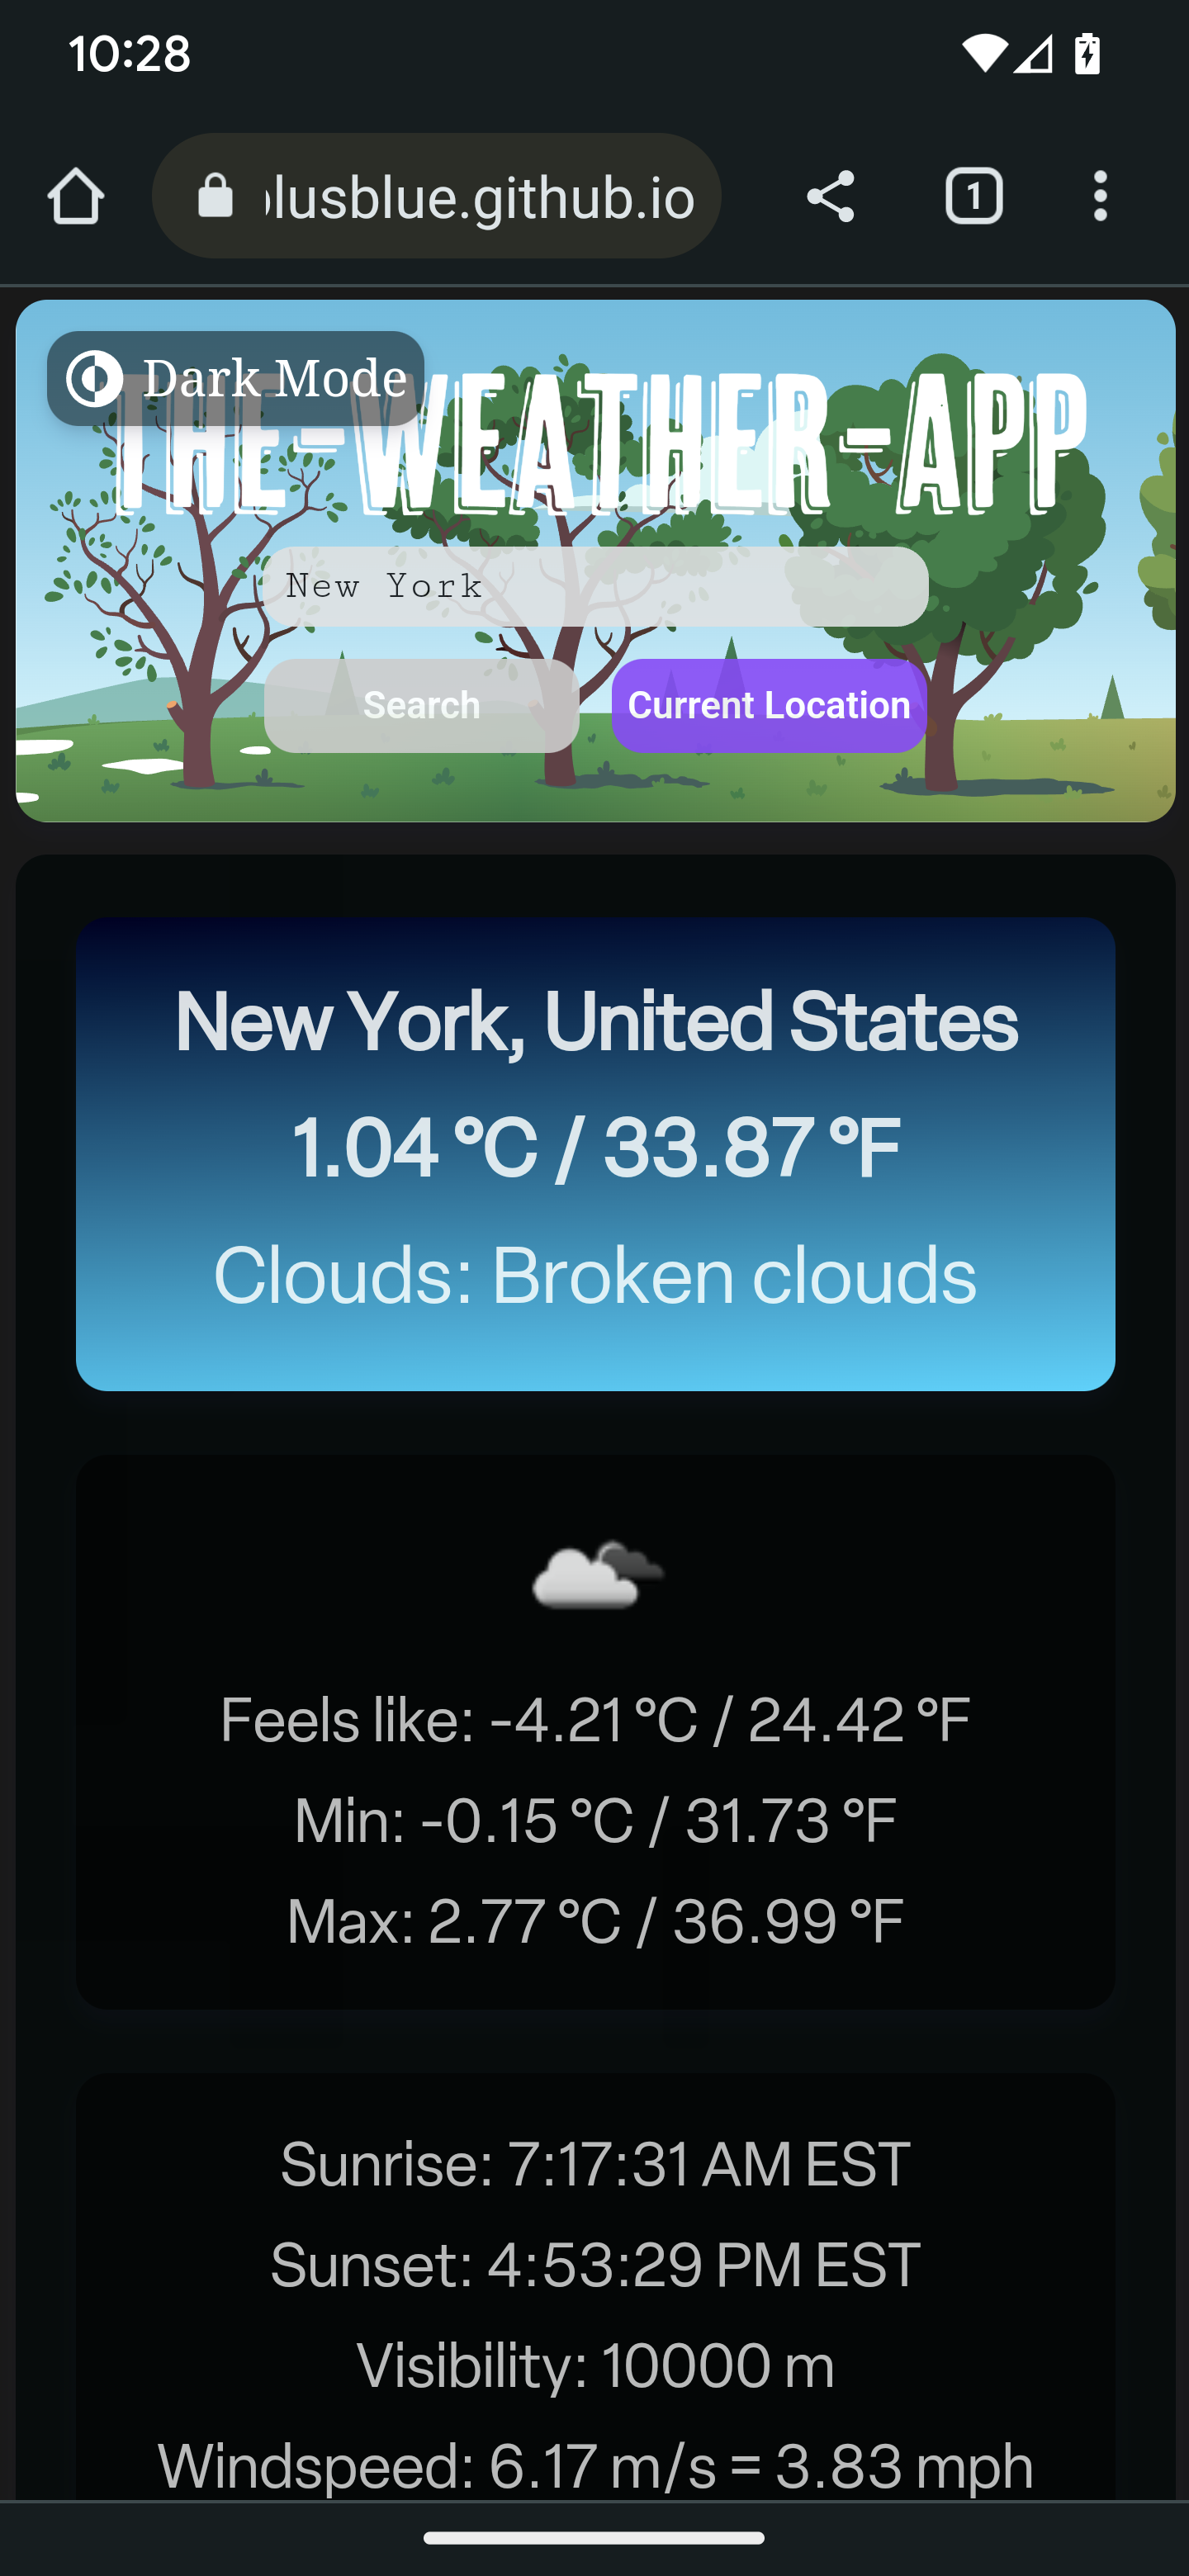 10:28
lusblue.github.io
1
Dark Mode
THE-WEATHER-APP
New York
Search
Current Location
New York, United States
1.04 °C / 33.87 °F
Clouds: Broken clouds
Feels like: -4.21 °C / 24.42 °F
Min: -0.15 °C / 31.73 °F
Max: 2.77 °C / 36.99 °F
Sunrise: 7:17:31 AM EST
Sunset: 4:53:29 PM EST
Visibility: 10000 m
Windspeed: 6.17 m/s = 3.83 mph